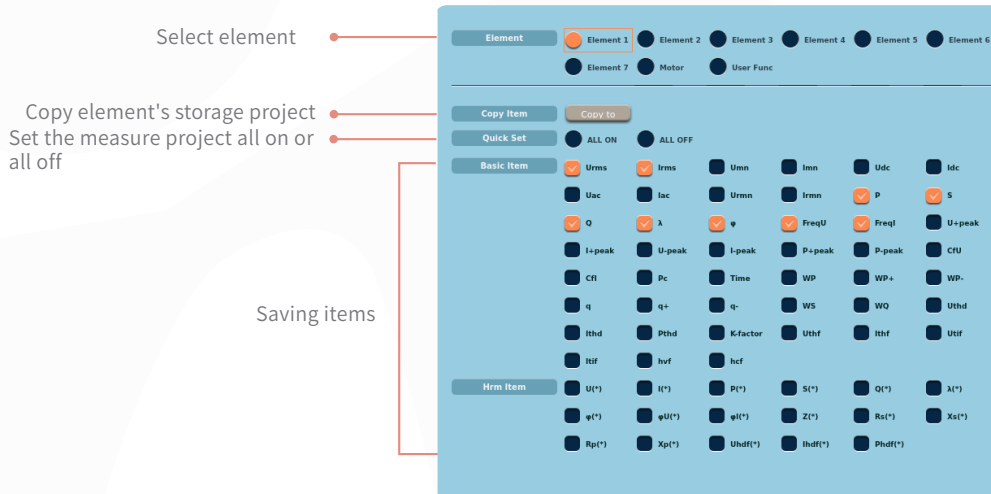 Select element
Element
Element 1
Element 2
Element 3
Element 4
Element 5
Element 6
Element 7
Motor
User Func
Copy element's storage project
Copy Item
Copy to
Set the measure project all on or
all off
Quick Set
ALL ON
ALL OFF
Saving items
Basic Item
Urms
Irms
Umn
Imn
Udc
Idc
Uac
Iac
Urmn
Irmn
P
S
Q
λ
φ
FreqU
FreqI
U+peak
I+peak
U-peak
I-peak
P+peak
P-peak
CfU
CfI
Pc
Time
WP
WP+
WP-
q
q+
q-
WS
WQ
Uthd
Ithd
Pthd
K-factor
Uthf
Ithf
Utif
Itif
hvf
hcf
Hrm Item
U(*)
I(*)
P(*)
S(*)
Q(*)
λ(*)
φ(*)
φU(*)
φI(*)
Z(*)
Rs(*)
Xs(*)
Rp(*)
Xp(*)
Uhdf(*)
Ihdf(*)
Phdf(*)